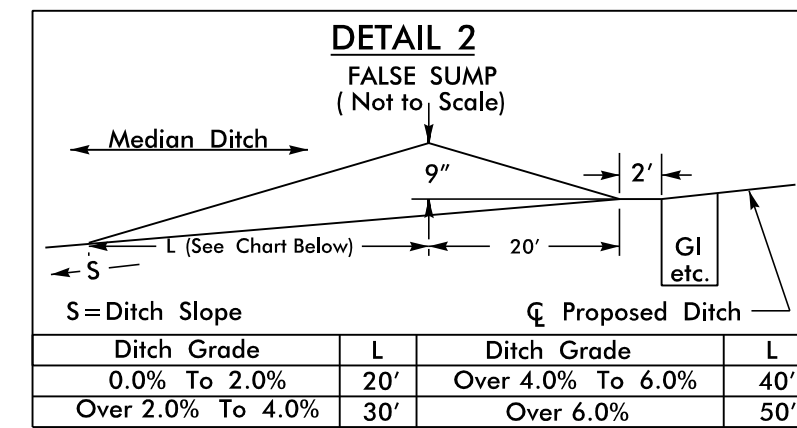 DETAIL 2
FALSE SUMP
( Not to Scale)
Median Ditch
9"
2'
L (See Chart Below)
20'
GI
etc.
S
S=Ditch Slope
℄ Proposed Ditch
Ditch Grade L Ditch Grade L
0.0% To 2.0% 20' Over 4.0% To 6.0% 40'
Over 2.0% To 4.0% 30' Over 6.0% 50'